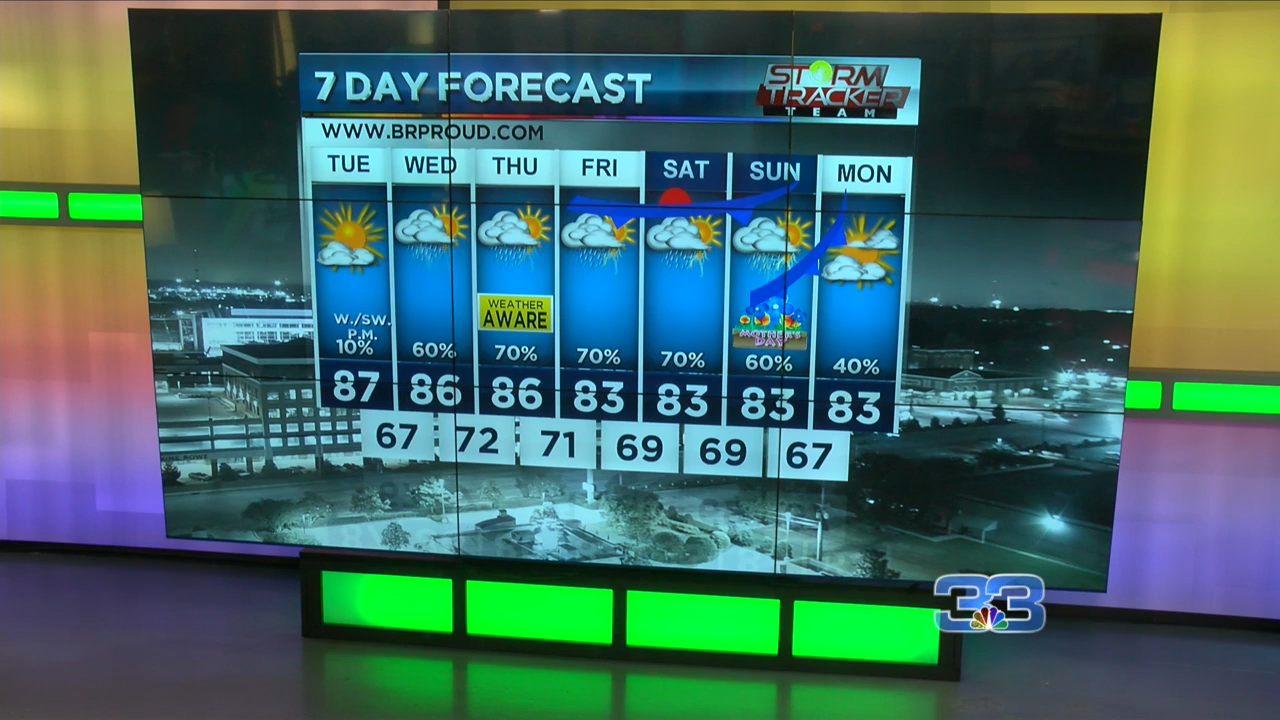 7 DAY FORECAST
STORM
TRACKER
TEAM
WWW.BRPROUD.COM
TUE WED THU FRI SAT SUN MON
WEATHER
AWARE
MOTHER'S
DAY
W./SW.
P.M.
10% 60% 70% 70% 70% 60% 40%
87 86 86 83 83 83 83
67 72 71 69 69 67
33